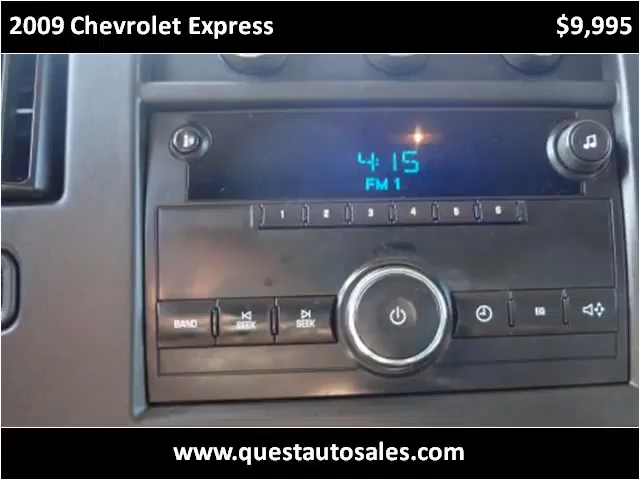 2009 Chevrolet Express $9,995
4:15
FM 1
1 2 3 4 5 6
BAND SEEK SEEK EQ
www.questautosales.com